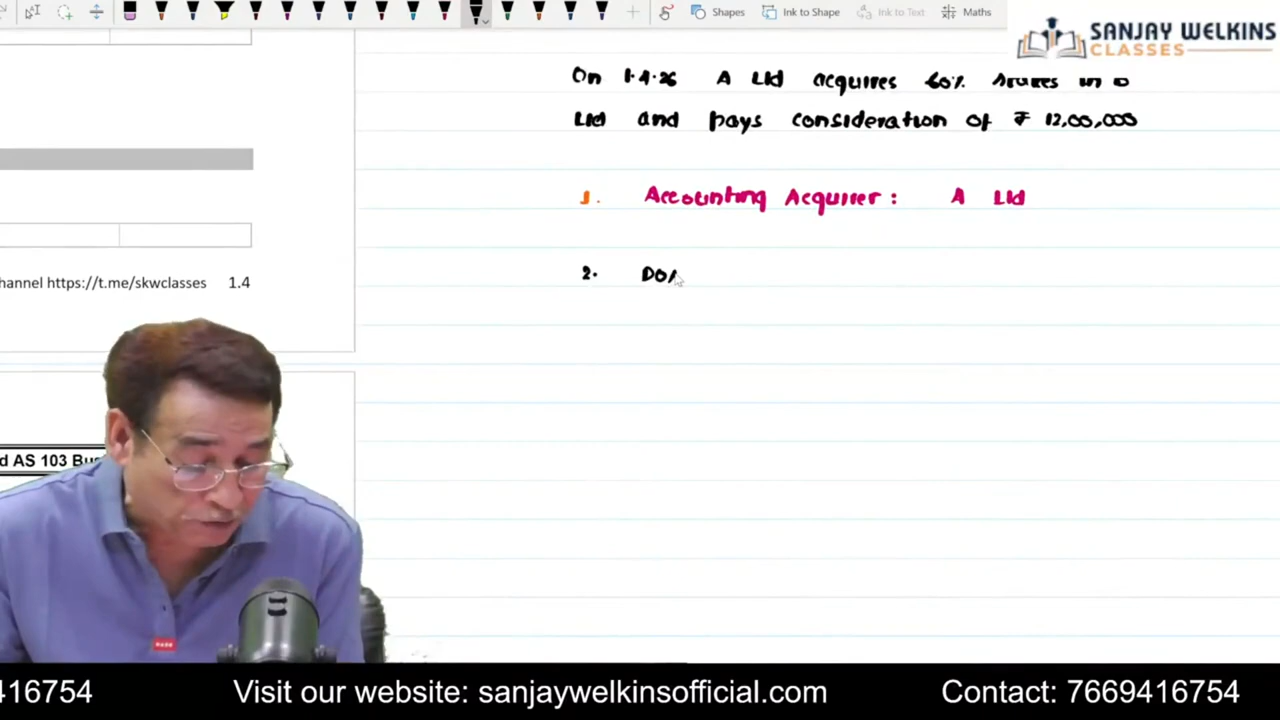 Shapes Ink to Shape Ink to Text Maths
SANJAY WELKINS
CLASSES
On 1.4.26 A Ltd acquires 60% shares in B
Ltd and pays consideration of ₹ 12,00,000
1. Accounting Acquirer: A Ltd
2. DOA
hannel https://t.me/skwclasses 1.4
d AS 103 Bus
416754 Visit our website: sanjaywelkinsofficial.com Contact: 7669416754